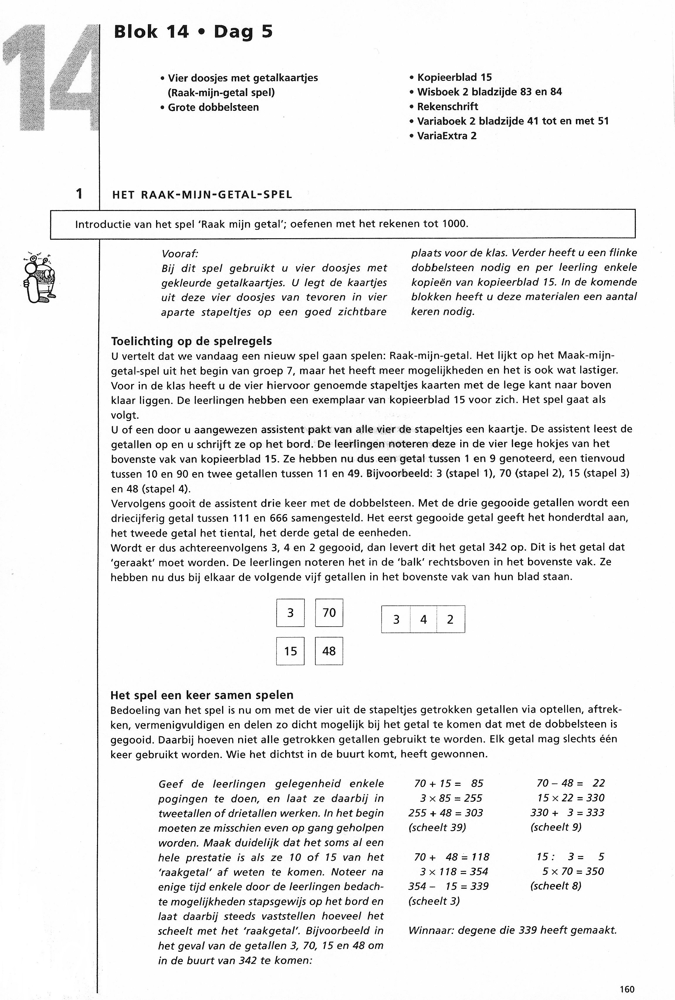 14
Blok 14 • Dag 5
• Vier doosjes met getalkaartjes
(Raak-mijn-getal spel)
• Grote dobbelsteen
• Kopieerblad 15
• Wisboek 2 bladzijde 83 en 84
• Rekenschrift
• Variaboek 2 bladzijde 41 tot en met 51
• VariaExtra 2
1 HET RAAK-MIJN-GETAL-SPEL
Introductie van het spel 'Raak mijn getal'; oefenen met het rekenen tot 1000.
Vooraf:
Bij dit spel gebruikt u vier doosjes met
gekleurde getalkaartjes. U legt de kaartjes
uit deze vier doosjes van tevoren in vier
aparte stapeltjes op een goed zichtbare
plaats voor de klas. Verder heeft u een flinke
dobbelsteen nodig en per leerling enkele
kopieën van kopieerblad 15. In de komende
blokken heeft u deze materialen een aantal
keren nodig.
Toelichting op de spelregels
U vertelt dat we vandaag een nieuw spel gaan spelen: Raak-mijn-getal. Het lijkt op het Maak-mijn-
getal-spel uit het begin van groep 7, maar het heeft meer mogelijkheden en het is ook wat lastiger.
Voor in de klas heeft u de vier hiervoor genoemde stapeltjes kaarten met de lege kant naar boven
klaar liggen. De leerlingen hebben een exemplaar van kopieerblad 15 voor zich. Het spel gaat als
volgt.
U of een door u aangewezen assistent pakt van alle vier de stapeltjes een kaartje. De assistent leest de
getallen op en u schrijft ze op het bord. De leerlingen noteren deze in de vier lege hokjes van het
bovenste vak van kopieerblad 15. Ze hebben nu dus een getal tussen 1 en 9 genoteerd, een tienvoud
tussen 10 en 90 en twee getallen tussen 11 en 49. Bijvoorbeeld: 3 (stapel 1), 70 (stapel 2), 15 (stapel 3)
en 48 (stapel 4).
Vervolgens gooit de assistent drie keer met de dobbelsteen. Met de drie gegooide getallen wordt een
driecijferig getal tussen 111 en 666 samengesteld. Het eerst gegooide getal geeft het honderdtal aan,
het tweede getal het tiental, het derde getal de eenheden.
Wordt er dus achtereenvolgens 3, 4 en 2 gegooid, dan levert dit het getal 342 op. Dit is het getal dat
'geraakt' moet worden. De leerlingen noteren het in de 'balk' rechtsboven in het bovenste vak. Ze
hebben nu dus bij elkaar de volgende vijf getallen in het bovenste vak van hun blad staan.
3 70
3 4 2
15 48
Het spel een keer samen spelen
Bedoeling van het spel is nu om met de vier uit de stapeltjes getrokken getallen via optellen, aftrek-
ken, vermenigvuldigen en delen zo dicht mogelijk bij het getal te komen dat met de dobbelsteen is
gegooid. Daarbij hoeven niet alle getrokken getallen gebruikt te worden. Elk getal mag slechts één
keer gebruikt worden. Wie het dichtst in de buurt komt, heeft gewonnen.
Geef de leerlingen gelegenheid enkele
pogingen te doen, en laat ze daarbij in
tweetallen of drietallen werken. In het begin
moeten ze misschien even op gang geholpen
worden. Maak duidelijk dat het soms al een
hele prestatie is als ze 10 of 15 van het
'raakgetal' af weten te komen. Noteer na
enige tijd enkele door de leerlingen bedach-
te mogelijkheden stapsgewijs op het bord en
laat daarbij steeds vaststellen hoeveel het
scheelt met het 'raakgetal'. Bijvoorbeeld in
het geval van de getallen 3, 70, 15 en 48 om
in de buurt van 342 te komen:
70 + 15 = 85
3 x 85 = 255
255 + 48 = 303
(scheelt 39)
70 – 48 = 22
15 x 22 = 330
330 + 3 = 333
(scheelt 9)
70 + 48 = 118
3 x 118 = 354
354 – 15 = 339
(scheelt 3)
15 : 3 = 5
5 x 70 = 350
(scheelt 8)
Winnaar: degene die 339 heeft gemaakt.
160